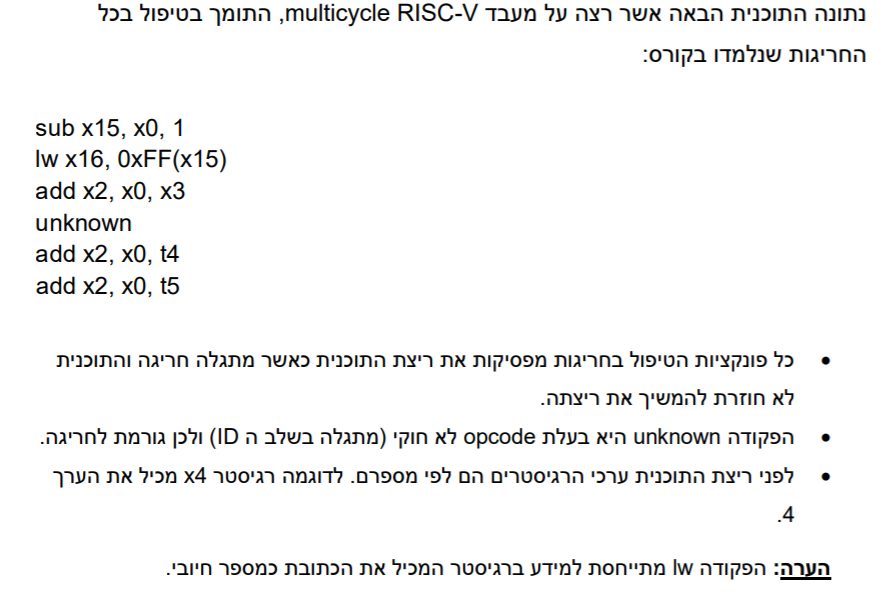 נתונה התוכנית הבאה אשר רצה על מעבד multicycle RISC-V, התומך בטיפול בכל
החריגות שנלמדו בקורס:
sub x15, x0, 1
lw x16, 0xFF(x15)
add x2, x0, x3
unknown
add x2, x0, t4
add x2, x0, t5
• כל פונקציות הטיפול בחריגות מפסיקות את ריצת התוכנית כאשר מתגלה חריגה והתוכנית
לא חוזרת להמשיך את ריצתה.
• הפקודה unknown היא בעלת opcode לא חוקי (מתגלה בשלב ה ID) ולכן גורמת לחריגה.
• לפני ריצת התוכנית ערכי הרגיסטרים הם לפי מספרם. לדוגמה רגיסטר x4 מכיל את הערך
4.
הערה: הפקודה lw מתייחסת למידע ברגיסטר המכיל את הכתובת כמספר חיובי.